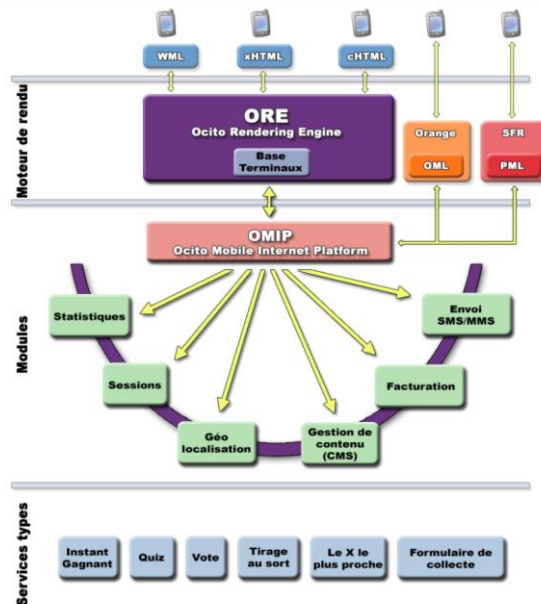 WML
xHTML
cHTML
Moteur de rendu
ORE
Ocito Rendering Engine
Base
Terminaux
Orange
OML
SFR
PML
OMIP
Ocito Mobile Internet Platform
Modules
Statistiques
Envoi
SMS/MMS
Sessions
Facturation
Géo
localisation
Gestion de
contenu
(CMS)
Services types
Instant
Gagnant
Quiz
Vote
Tirage
au sort
Le X le
plus proche
Formulaire de
collecte